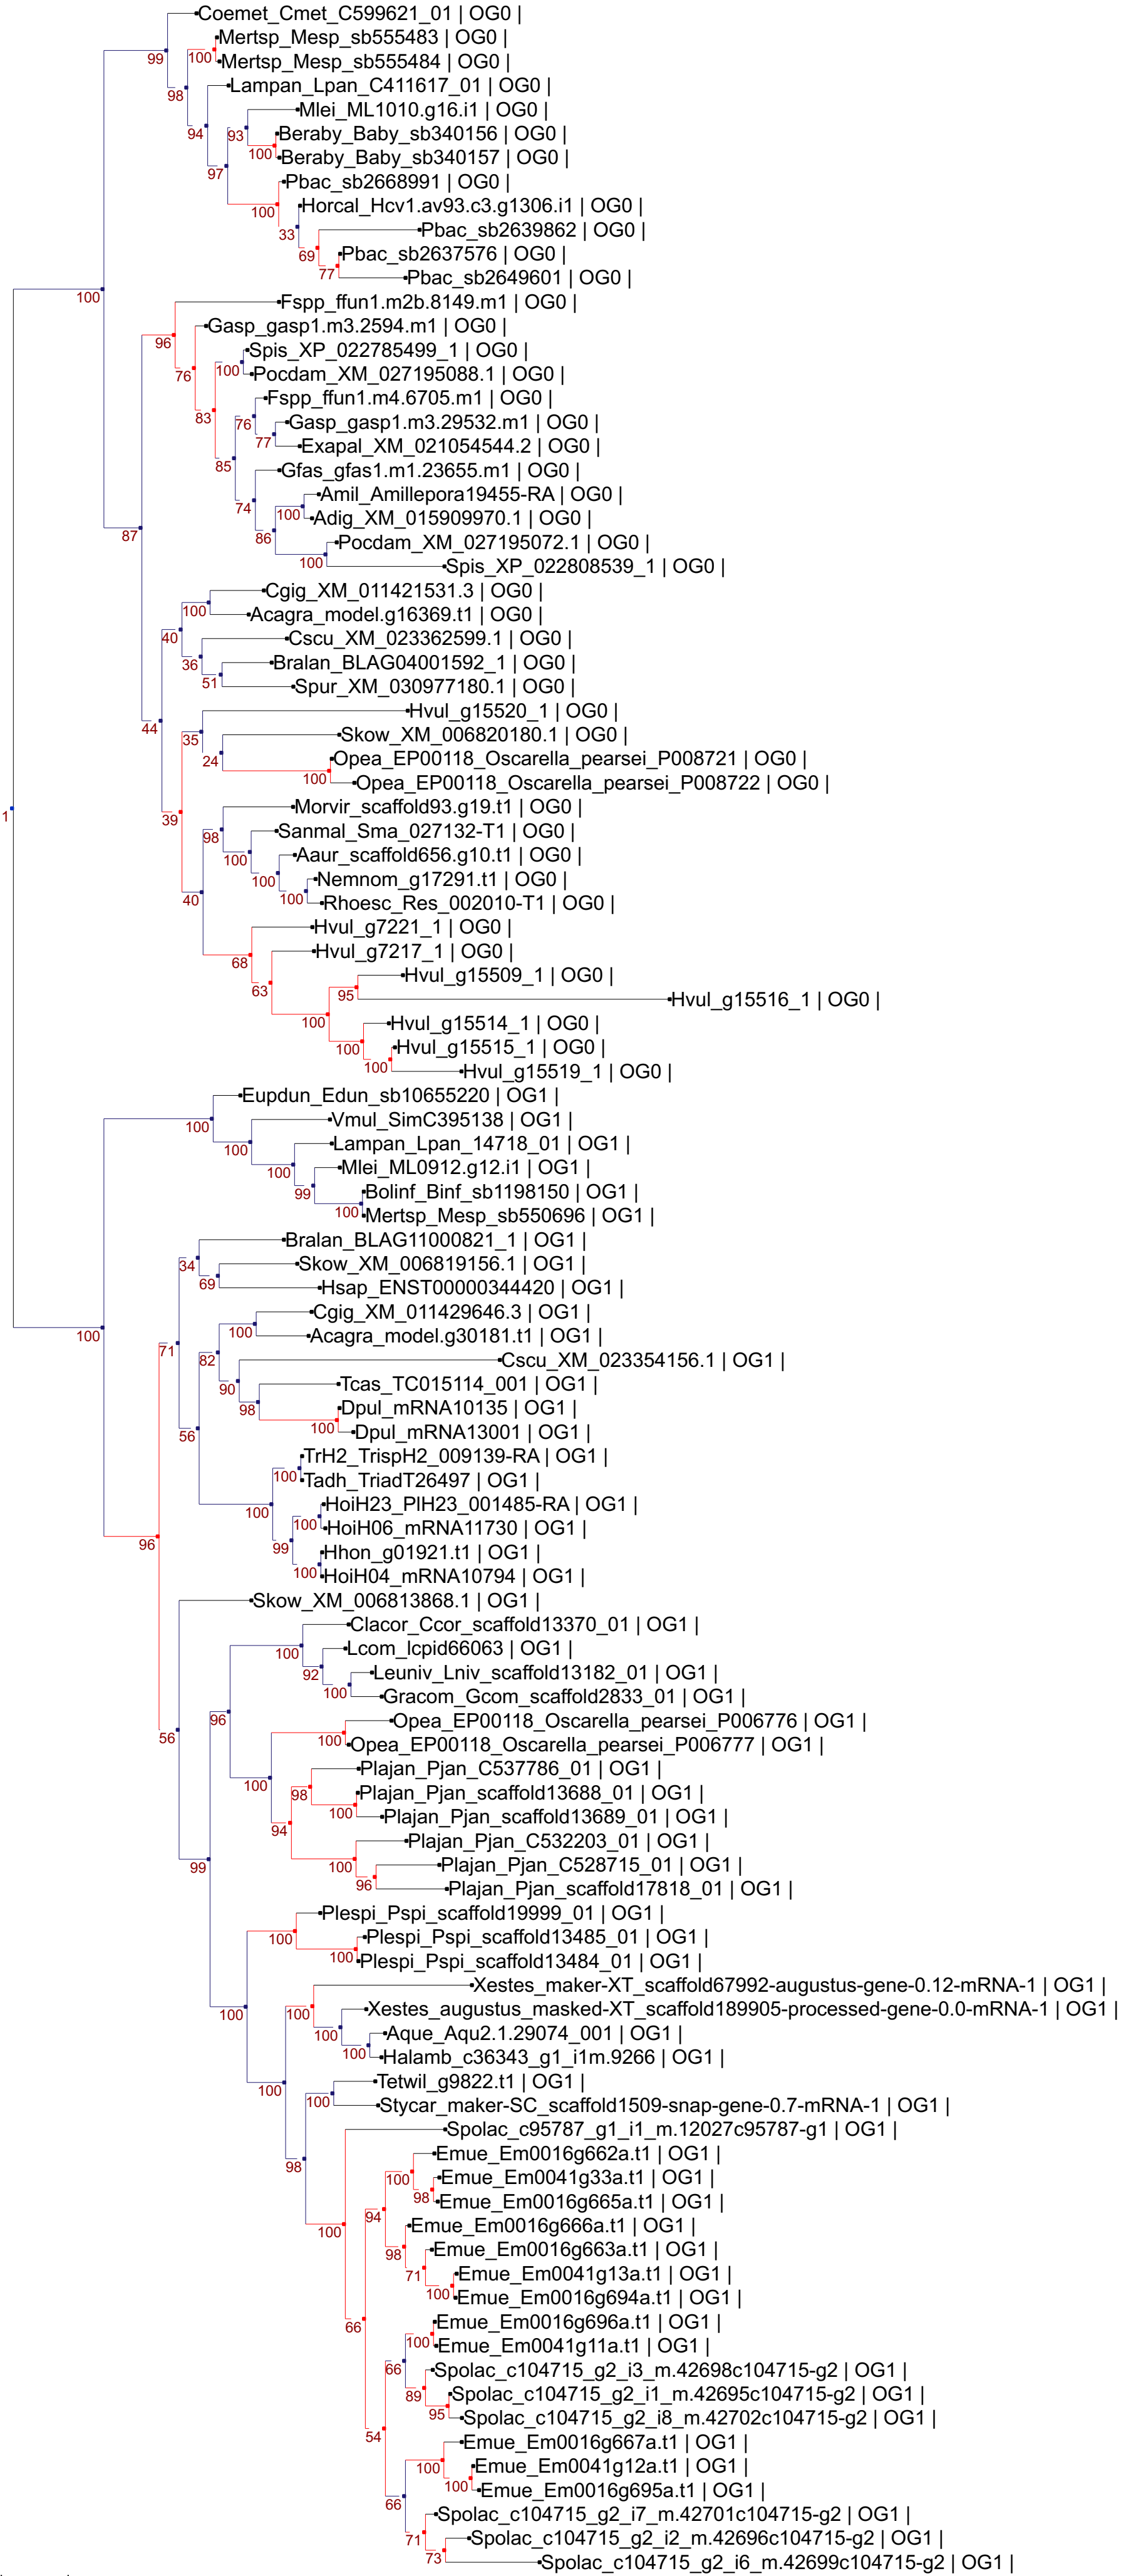 Coemet_Cmet_C599621_01 | OG0 |
99
Mertsp_Mesp_sb555483 | OG0 |
100
Mertsp_Mesp_sb555484 | OG0 |
98
Lampan_Lpan_C411617_01 | OG0 |
94
Mlei_ML1010.g16.i1 | OG0 |
93
Beraby_Baby_sb340156 | OG0 |
100
Beraby_Baby_sb340157 | OG0 |
97
Pbac_sb2668991 | OG0 |
100
Horcal_Hcv1.av93.c3.g1306.i1 | OG0 |
33
Pbac_sb2639862 | OG0 |
69
Pbac_sb2637576 | OG0 |
77
Pbac_sb2649601 | OG0 |
100
Fspp_ffun1.m2b.8149.m1 | OG0 |
96
Gasp_gasp1.m3.2594.m1 | OG0 |
76
Spis_XP_022785499_1 | OG0 |
100
Pocdam_XM_027195088.1 | OG0 |
83
Fspp_ffun1.m4.6705.m1 | OG0 |
76
Gasp_gasp1.m3.29532.m1 | OG0 |
77
Exapal_XM_021054544.2 | OG0 |
85
Gfas_gfas1.m1.23655.m1 | OG0 |
74
Amil_Amillepora19455-RA | OG0 |
100
Adig_XM_015909970.1 | OG0 |
86
Pocdam_XM_027195072.1 | OG0 |
100
Spis_XP_022808539_1 | OG0 |
87
Cgig_XM_011421531.3 | OG0 |
100
Acagra_model.g16369.t1 | OG0 |
40
Cscu_XM_023362599.1 | OG0 |
36
Bralan_BLAG04001592_1 | OG0 |
51
Spur_XM_030977180.1 | OG0 |
44
Hvul_g15520_1 | OG0 |
35
Skow_XM_006820180.1 | OG0 |
24
Opea_EP00118_Oscarella_pearsei_P008721 | OG0 |
100
Opea_EP00118_Oscarella_pearsei_P008722 | OG0 |
39
Morvir_scaffold93.g19.t1 | OG0 |
98
Sanmal_Sma_027132-T1 | OG0 |
100
Aaur_scaffold656.g10.t1 | OG0 |
100
Nemnom_g17291.t1 | OG0 |
100
Rhoesc_Res_002010-T1 | OG0 |
40
Hvul_g7221_1 | OG0 |
68
Hvul_g7217_1 | OG0 |
63
Hvul_g15509_1 | OG0 |
95
Hvul_g15516_1 | OG0 |
100
Hvul_g15514_1 | OG0 |
100
Hvul_g15515_1 | OG0 |
100
Hvul_g15519_1 | OG0 |
1
Eupdun_Edun_sb10655220 | OG1 |
100
Vmul_SimC395138 | OG1 |
100
Lampan_Lpan_14718_01 | OG1 |
100
Mlei_ML0912.g12.i1 | OG1 |
99
Bolinf_Binf_sb1198150 | OG1 |
100
Mertsp_Mesp_sb550696 | OG1 |
100
Bralan_BLAG11000821_1 | OG1 |
34
Skow_XM_006819156.1 | OG1 |
69
Hsap_ENST00000344420 | OG1 |
71
Cgig_XM_011429646.3 | OG1 |
100
Acagra_model.g30181.t1 | OG1 |
82
Cscu_XM_023354156.1 | OG1 |
90
Tcas_TC015114_001 | OG1 |
98
Dpul_mRNA10135 | OG1 |
100
Dpul_mRNA13001 | OG1 |
56
TrH2_TrispH2_009139-RA | OG1 |
100
Tadh_TriadT26497 | OG1 |
100
HoiH23_PlH23_001485-RA | OG1 |
100
HoiH06_mRNA11730 | OG1 |
99
Hhon_g01921.t1 | OG1 |
100
HoiH04_mRNA10794 | OG1 |
96
Skow_XM_006813868.1 | OG1 |
56
Clacor_Ccor_scaffold13370_01 | OG1 |
100
Lcom_lcpid66063 | OG1 |
92
Leuniv_Lniv_scaffold13182_01 | OG1 |
100
Gracom_Gcom_scaffold2833_01 | OG1 |
96
Opea_EP00118_Oscarella_pearsei_P006776 | OG1 |
100
Opea_EP00118_Oscarella_pearsei_P006777 | OG1 |
100
Plajan_Pjan_C537786_01 | OG1 |
98
Plajan_Pjan_scaffold13688_01 | OG1 |
100
Plajan_Pjan_scaffold13689_01 | OG1 |
94
Plajan_Pjan_C532203_01 | OG1 |
100
Plajan_Pjan_C528715_01 | OG1 |
96
Plajan_Pjan_scaffold17818_01 | OG1 |
99
Plespi_Pspi_scaffold19999_01 | OG1 |
100
Plespi_Pspi_scaffold13485_01 | OG1 |
100
Plespi_Pspi_scaffold13484_01 | OG1 |
100
Xestes_maker-XT_scaffold67992-augustus-gene-0.12-mRNA-1 | OG1 |
100
Xestes_augustus_masked-XT_scaffold189905-processed-gene-0.0-mRNA-1 | OG1 |
100
Aque_Aqu2.1.29074_001 | OG1 |
100
Halamb_c36343_g1_i1m.9266 | OG1 |
100
Tetwil_g9822.t1 | OG1 |
100
Stycar_maker-SC_scaffold1509-snap-gene-0.7-mRNA-1 | OG1 |
98
Spolac_c95787_g1_i1_m.12027c95787-g1 | OG1 |
100
Emue_Em0016g662a.t1 | OG1 |
100
Emue_Em0041g33a.t1 | OG1 |
98
Emue_Em0016g665a.t1 | OG1 |
94
Emue_Em0016g666a.t1 | OG1 |
98
Emue_Em0016g663a.t1 | OG1 |
71
Emue_Em0041g13a.t1 | OG1 |
100
Emue_Em0016g694a.t1 | OG1 |
66
Emue_Em0016g696a.t1 | OG1 |
100
Emue_Em0041g11a.t1 | OG1 |
66
Spolac_c104715_g2_i3_m.42698c104715-g2 | OG1 |
89
Spolac_c104715_g2_i1_m.42695c104715-g2 | OG1 |
95
Spolac_c104715_g2_i8_m.42702c104715-g2 | OG1 |
54
Emue_Em0016g667a.t1 | OG1 |
100
Emue_Em0041g12a.t1 | OG1 |
100
Emue_Em0016g695a.t1 | OG1 |
66
Spolac_c104715_g2_i7_m.42701c104715-g2 | OG1 |
71
Spolac_c104715_g2_i2_m.42696c104715-g2 | OG1 |
73
Spolac_c104715_g2_i6_m.42699c104715-g2 | OG1 |